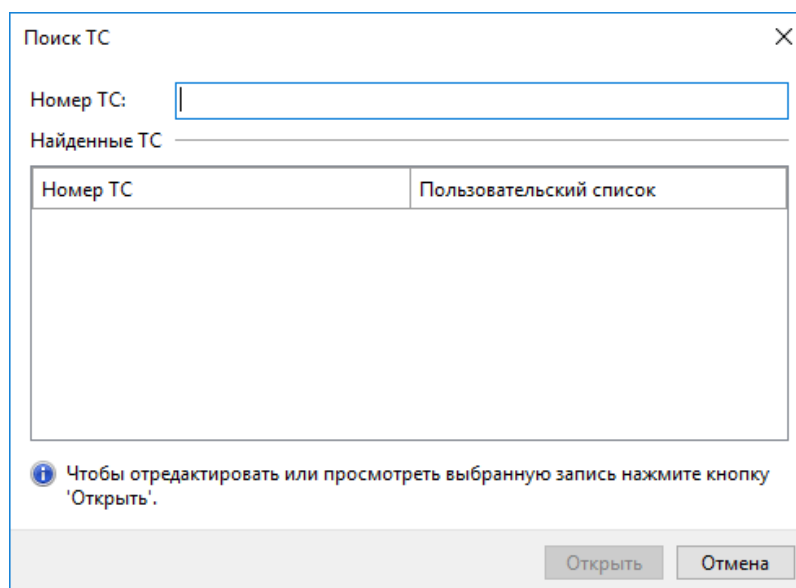 Поиск ТС
Номер ТС:
Найденные ТС
Номер ТС Пользовательский список
Чтобы отредактировать или просмотреть выбранную запись нажмите кнопку
'Открыть'.
Открыть Отмена